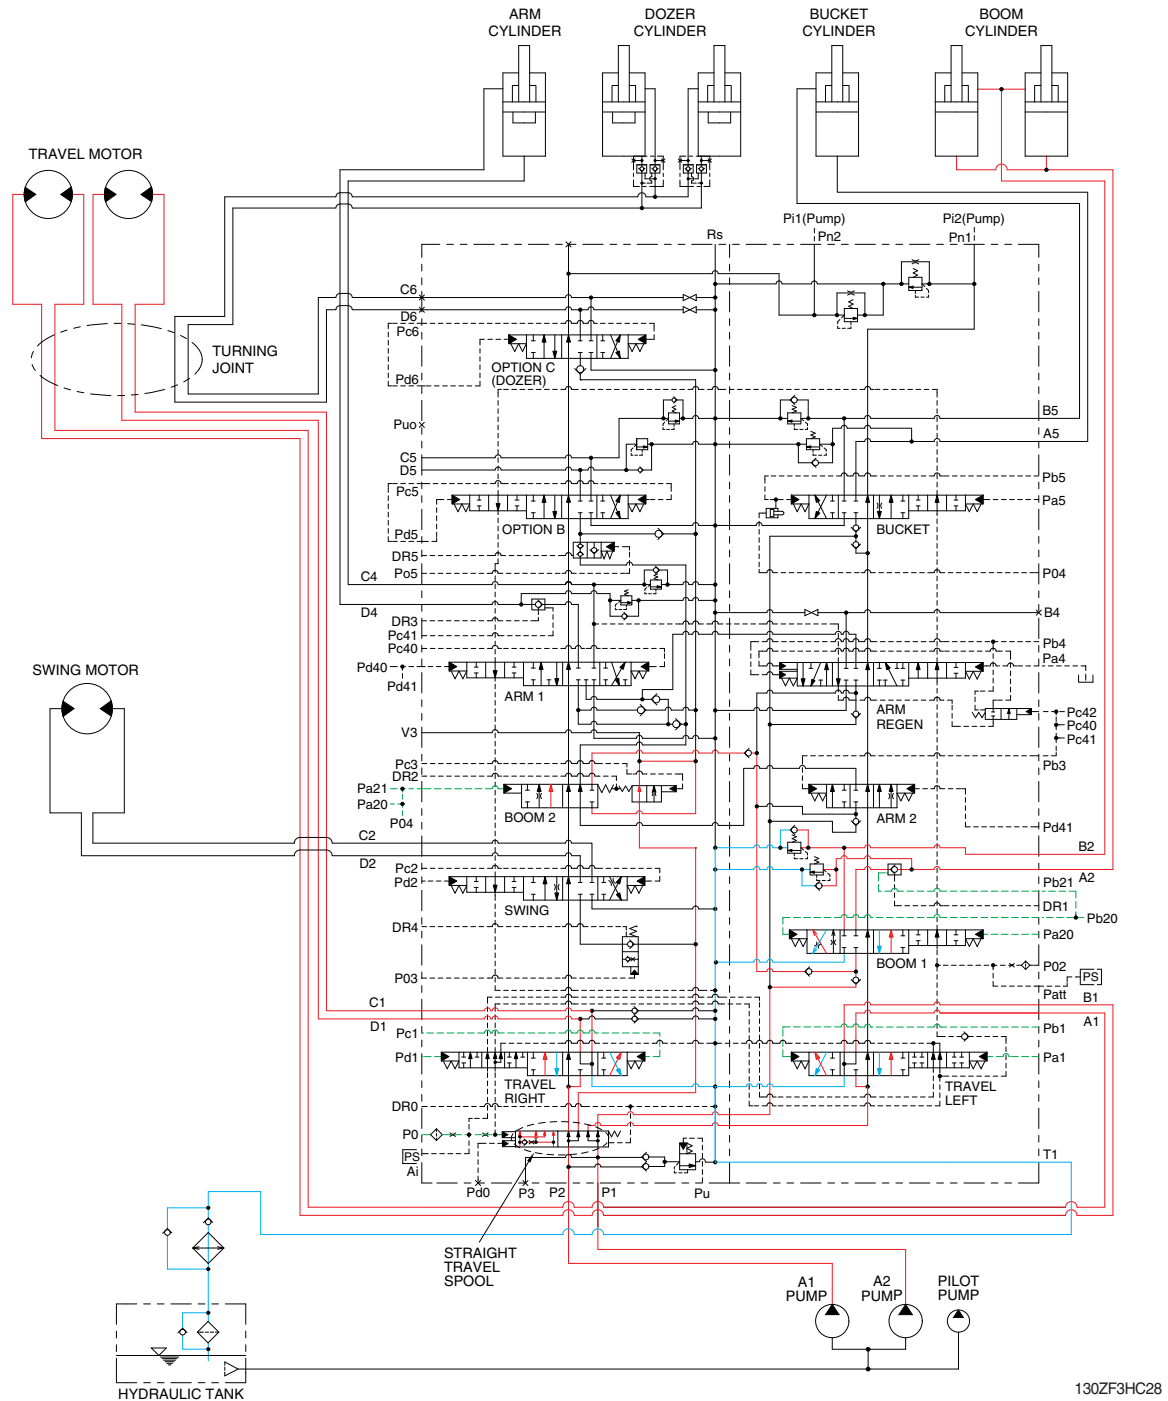 ARM
CYLINDER
DOZER
CYLINDER
BUCKET
CYLINDER
BOOM
CYLINDER
TRAVEL MOTOR
TURNING
JOINT
Pi1(Pump)
Pi2(Pump)
Rs
Pn2
Pn1
C6
D6
Pc6
Pd6
OPTION C
(DOZER)
Puo
B5
A5
C5
D5
Pc5
Pd5
OPTION B
Pb5
Pa5
BUCKET
DR5
Po5
P04
C4
D4
B4
DR3
Pc41
Pc40
Pd40
Pd41
ARM 1
Pb4
Pa4
ARM
REGEN
Pc42
Pc40
Pc41
Pb3
SWING MOTOR
V3
Pc3
DR2
Pa21
Pa20
P04
BOOM 2
ARM 2
Pd41
C2
D2
B2
A2
Pc2
Pd2
SWING
Pb21
DR1
Pb20
Pa20
DR4
BOOM 1
P03
P02
PS
Patt
C1
D1
B1
A1
Pc1
Pd1
TRAVEL
RIGHT
Pb1
Pa1
TRAVEL
LEFT
DR0
P0
PS
Ai
T1
Pd0
P3
P2
P1
Pu
STRAIGHT
TRAVEL
SPOOL
A1
PUMP
A2
PUMP
PILOT
PUMP
HYDRAULIC TANK
130ZF3HC28